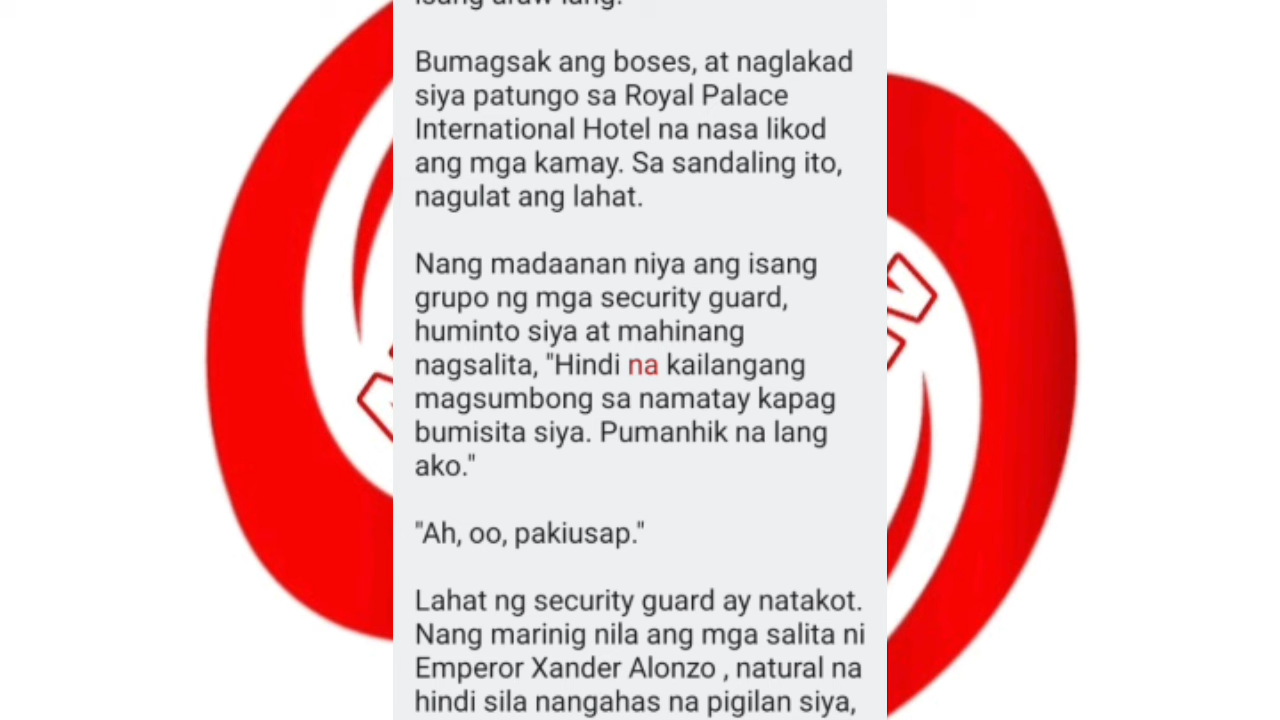 isang araw lang.
Bumagsak ang boses, at naglakad
siya patungo sa Royal Palace
International Hotel na nasa likod
ang mga kamay. Sa sandaling ito,
nagulat ang lahat.
Nang madaanan niya ang isang
grupo ng mga security guard,
huminto siya at mahinang
nagsalita, "Hindi na kailangang
magsumbong sa namatay kapag
bumisita siya. Pumanhik na lang
ako."
"Ah, oo, pakiusap."
Lahat ng security guard ay natakot.
Nang marinig nila ang mga salita ni
Emperor Xander Alonzo , natural na
hindi sila nangahas na pigilan siya,